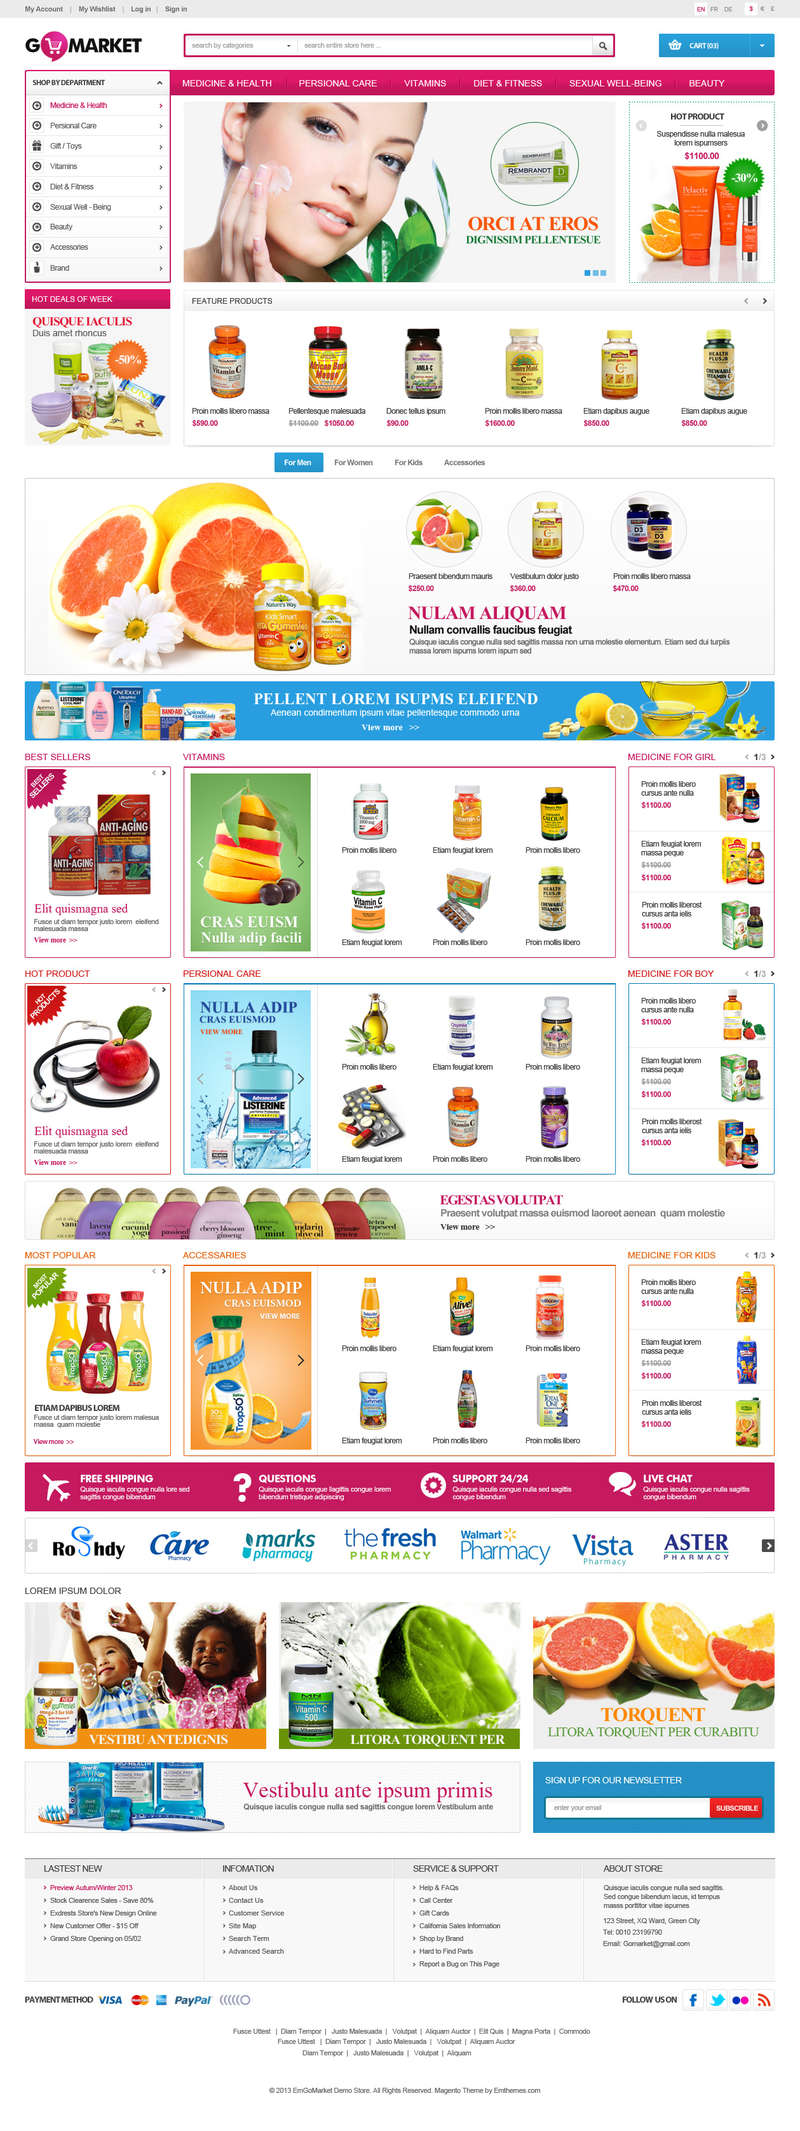 My Account | My Wishlist | Log in | Sign in
EN FR DE $ € £
GOMARKET
search by categories
search entire store here ...
CART (03)
SHOP BY DEPARTMENT
MEDICINE & HEALTH
PERSIONAL CARE
VITAMINS
DIET & FITNESS
SEXUAL WELL-BEING
BEAUTY
Medicine & Health
Persional Care
Gift / Toys
Vitamins
Diet & Fitness
Sexual Well - Being
Beauty
Accessories
Brand
REMBRANDT
ORCI AT EROS
DIGNISSIM PELLENTESUE
HOT PRODUCT
Suspendisse nulla malesua
lorem ispumsers
$1100.00
-30%
HOT DEALS OF WEEK
QUISQUE IACULIS
Duis amet rhoncus
-50%
FEATURE PRODUCTS
Proin mollis libero massa
$590.00
Pellentesque malesuada
$1100.00 $1050.00
Donec tellus ipsum
$90.00
Proin mollis libero massa
$1600.00
Etiam dapibus augue
$850.00
Etiam dapibus augue
$850.00
For Men
For Women
For Kids
Accessories
Praesent bibendum mauris
$250.00
Vestibulum dolor justo
$360.00
Proin mollis libero massa
$470.00
NULAM ALIQUAM
Nullam convallis faucibus feugiat
Quisque iaculis congue nulla sed sagittis massa non urna molestie elementum. Etiam sed dui turplis
massa lorem ispums lorem ispum sed
PELLENT LOREM ISUPMS ELEIFEND
Aenean condimentum ipsum vitae pellentesque commodo urna
View more >>
BEST SELLERS
BEST SELLERS
ANTI-AGING
Elit quismagna sed
Fusce ut diam tempor justo lorem eleifend
malesuada massa
View more >>
VITAMINS
CRAS EUISM
Nulla adip facili
Proin mollis libero
Etiam feugiat lorem
Proin mollis libero
Etiam feugiat lorem
Proin mollis libero
Proin mollis libero
MEDICINE FOR GIRL
1/3
Proin mollis libero
cursus ante nulla
$1100.00
Etiam feugiat lorem
massa peque
$1100.00
$1100.00
Proin mollis liberost
cursus anta ielis
$1100.00
HOT PRODUCT
HOT PRODUCTS
Elit quismagna sed
Fusce ut diam tempor justo lorem eleifend
malesuada massa
View more >>
PERSIONAL CARE
NULLA ADIP
CRAS EUISMOD
VIEW MORE
Advanced
LISTERINE
Proin mollis libero
Etiam feugiat lorem
Proin mollis libero
Etiam feugiat lorem
Proin mollis libero
Proin mollis libero
MEDICINE FOR BOY
1/3
Proin mollis libero
cursus ante nulla
$1100.00
Etiam feugiat lorem
massa peque
$1100.00
$1100.00
Proin mollis liberost
cursus anta ielis
$1100.00
EGESTAS VOLUTPAT
Praesent volutpat massa euismod laoreet aenean quam molestie
View more >>
MOST POPULAR
MOST POPULAR
ETIAM DAPIBUS LOREM
Fusce ut diam tempor justo lorem malesua
massa quam molestie
View more >>
ACCESSARIES
NULLA ADIP
CRAS EUISMOD
VIEW MORE
Proin mollis libero
Etiam feugiat lorem
Proin mollis libero
Etiam feugiat lorem
Proin mollis libero
Proin mollis libero
MEDICINE FOR KIDS
1/3
Proin mollis libero
cursus ante nulla
$1100.00
Etiam feugiat lorem
massa peque
$1100.00
$1100.00
Proin mollis liberost
cursus anta ielis
$1100.00
FREE SHIPPING
Quisque iaculis congue nulla lore sed
sagittis congue bibendum
QUESTIONS
Quisque iaculis congue llagittis congue lorem
bibendum tristique adipiscing
SUPPORT 24/24
Quisque iaculis congue nulla sed sagittis
congue bibendum
LIVE CHAT
Quisque iaculis congue nulla sagittis
congue bibendum
RoShdy
Care Pharmacy
marks pharmacy
the fresh PHARMACY
Walmart Pharmacy
Vista Pharmacy
ASTER PHARMACY
LOREM IPSUM DOLOR
VESTIBU ANTEDIGNIS
Vitamin C 500
LITORA TORQUENT PER
TORQUENT
LITORA TORQUENT PER CURABITU
Vestibulu ante ipsum primis
Quisque iaculis congue nulla sed sagittis congue lorem Vestibulum ante
SIGN UP FOR OUR NEWSLETTER
enter your email
SUBSCRIBLE
LASTEST NEW
Preview Autum/Winter 2013
Stock Clearence Sales - Save 80%
Exdrests Store's New Design Online
New Customer Offer - $15 Off
Grand Store Opening on 05/02
INFOMATION
About Us
Contact Us
Customer Service
Site Map
Search Term
Advanced Search
SERVICE & SUPPORT
Help & FAQs
Call Center
Gift Cards
California Sales Information
Shop by Brand
Hard to Find Parts
Report a Bug on This Page
ABOUT STORE
Quisque iaculis congue nulla sed sagittis.
Sed congue bibendum lacus, id tempus
massa porttitor vitae ispumes
123 Street, XQ Ward, Green City
Tel: 0010 23199790
Email: Gomarket@gmail.com
PAYMENT METHOD VISA PayPal
FOLLOW US ON
Fusce Uttest | Diam Tempor | Justo Malesuada | Volutpat | Aliquam Auctor | Elit Quis | Magna Porta | Commodo
Fusce Uttest | Diam Tempor | Justo Malesuada | Volutpat | Aliquam Auctor
Diam Tempor | Justo Malesuada | Volutpat | Aliquam
© 2013 EmGoMarket Demo Store. All Rights Reserved. Magento Theme by Emthemes.com